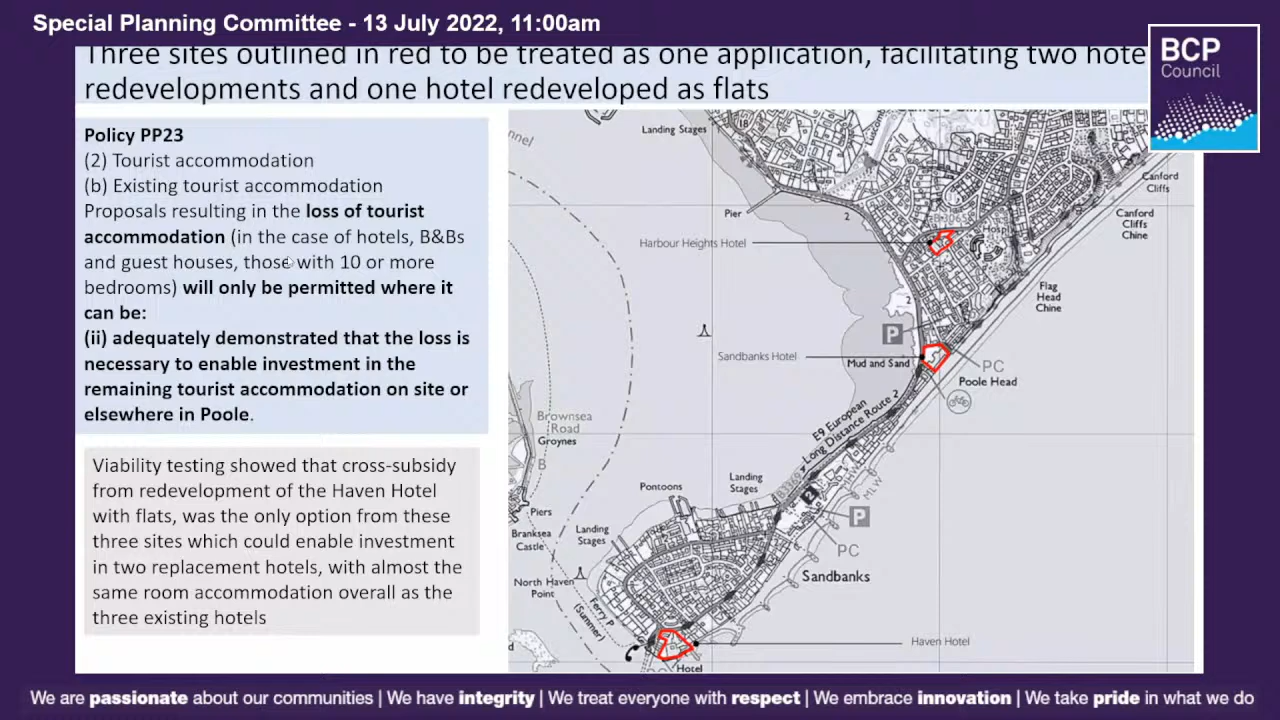 Special Planning Committee - 13 July 2022, 11:00am
BCP
Council
Three sites outlined in red to be treated as one application, facilitating two hote
redevelopments and one hotel redeveloped as flats
Policy PP23
(2) Tourist accommodation
(b) Existing tourist accommodation
Proposals resulting in the loss of tourist
accommodation (in the case of hotels, B&Bs
and guest houses, those with 10 or more
bedrooms) will only be permitted where it
can be:
(ii) adequately demonstrated that the loss is
necessary to enable investment in the
remaining tourist accommodation on site or
elsewhere in Poole.
Viability testing showed that cross-subsidy
from redevelopment of the Haven Hotel
with flats, was the only option from these
three sites which could enable investment
in two replacement hotels, with almost the
same room accommodation overall as the
three existing hotels
Landing Stages
18
Canford
Cliffs
Canford
Cliffs
Chine
Pier
2
Harbour Heights Hotel
Flag
Head
Chine
2
P
Sandbanks Hotel
Mud and Sand
PC
Poole Head
E9 European
Long Distance Route 2
Brownsea
Road
Groynes
B
Landing
Stages
Pontoons
2
MLW
P
Piers
Branksea
Castle
Landing
Stages
PC
Sandbanks
North Haven
Point
Ferry P
(Summer
Haven Hotel
d
Hotel
We are passionate about our communities | We have integrity | We treat everyone with respect | We embrace innovation | We take pride in what we do